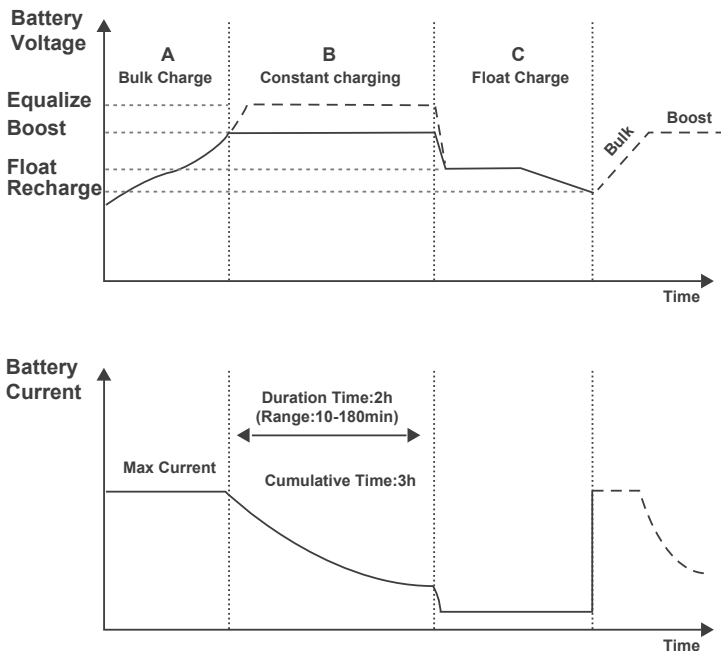 Battery
Voltage
A
Bulk Charge
B
Constant charging
C
Float Charge
Equalize
Boost
Float
Recharge
Bulk
Boost
Time
Battery
Current
Duration Time:2h
(Range:10-180min)
Max Current
Cumulative Time:3h
Time